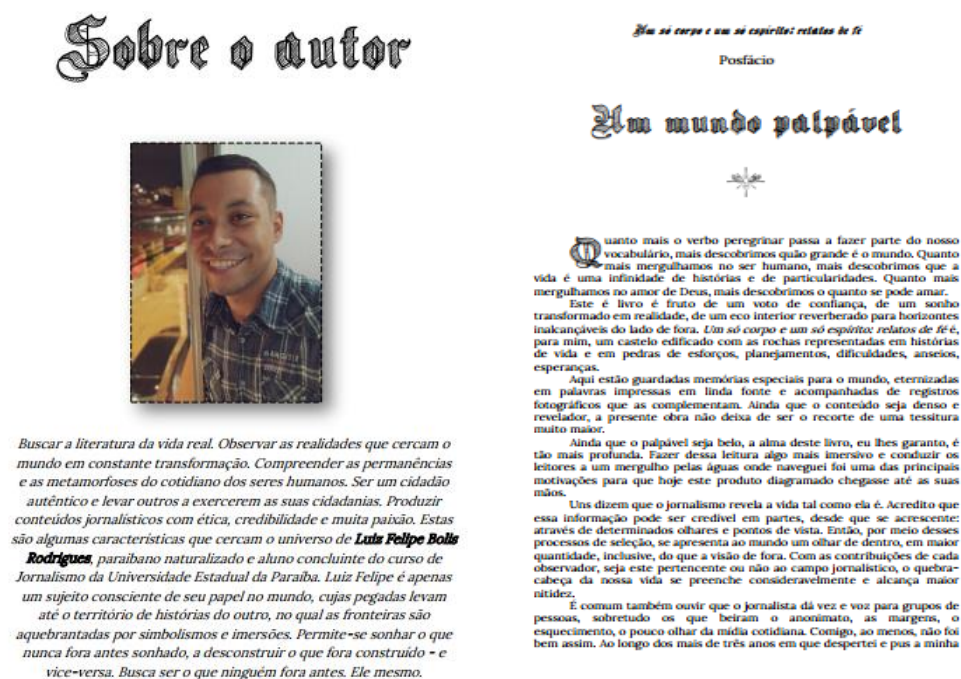 Sobre o autor
Buscar a literatura da vida real. Observar as realidades que cercam o
mundo em constante transformação. Compreender as permanências
e as metamorfoses do cotidiano dos seres humanos. Ser um cidadão
autêntico e levar outros a exercerem as suas cidadanias. Produzir
conteúdos jornalísticos com ética, credibilidade e muita paixão. Estas
são algumas características que cercam o universo de Luiz Felipe Bolis
Rodrigues, paraibano naturalizado e aluno concluinte do curso de
Jornalismo da Universidade Estadual da Paraíba. Luiz Felipe é apenas
um sujeito consciente de seu papel no mundo, cujas pegadas levam
até o território de histórias do outro, no qual as fronteiras são
aquebrantadas por simbolismos e imersões. Permite-se sonhar o que
nunca fora antes sonhado, a desconstruir o que fora construído - e
vice-versa. Busca ser o que ninguém fora antes. Ele mesmo.
Um só corpo e um só espírito: relatos de fé
Posfácio
Um mundo palpável
Quanto mais o verbo peregrinar passa a fazer parte do nosso
vocabulário, mais descobrimos quão grande é o mundo. Quanto
mais mergulhamos no ser humano, mais descobrimos que a
vida é uma infinidade de histórias e de particularidades. Quanto mais
mergulhamos no amor de Deus, mais descobrimos o quanto se pode amar.
Este é livro é fruto de um voto de confiança, de um sonho
transformado em realidade, de um eco interior reverberado para horizontes
inalcançáveis do lado de fora. Um só corpo e um só espírito: relatos de fé é,
para mim, um castelo edificado com as rochas representadas em histórias
de vida e em pedras de esforços, planejamentos, dificuldades, anseios,
esperanças.
Aqui estão guardadas memórias especiais para o mundo, eternizadas
em palavras impressas em linda fonte e acompanhadas de registros
fotográficos que as complementam. Ainda que o conteúdo seja denso e
revelador, a presente obra não deixa de ser o recorte de uma tessitura
muito maior.
Ainda que o palpável seja belo, a alma deste livro, eu lhes garanto, é
tão mais profunda. Fazer dessa leitura algo mais imersivo e conduzir os
leitores a um mergulho pelas águas onde naveguei foi uma das principais
motivações para que hoje este produto diagramado chegasse até as suas
mãos.
Uns dizem que o jornalismo revela a vida tal como ela é. Acredito que
essa informação pode ser credível em partes, desde que se acrescente:
através de determinados olhares e pontos de vista. Então, por meio desses
processos de seleção, se apresenta ao mundo um olhar de dentro, em maior
quantidade, inclusive, do que a visão de fora. Com as contribuições de cada
observador, seja este pertencente ou não ao campo jornalístico, o quebra-
cabeça da nossa vida se preenche consideravelmente e alcança maior
nitidez.
É comum também ouvir que o jornalista dá vez e voz para grupos de
pessoas, sobretudo os que beiram o anonimato, as margens, o
esquecimento, o pouco olhar da mídia cotidiana. Comigo, ao menos, não foi
bem assim. Ao longo dos mais de três anos em que despertei e pus a minha